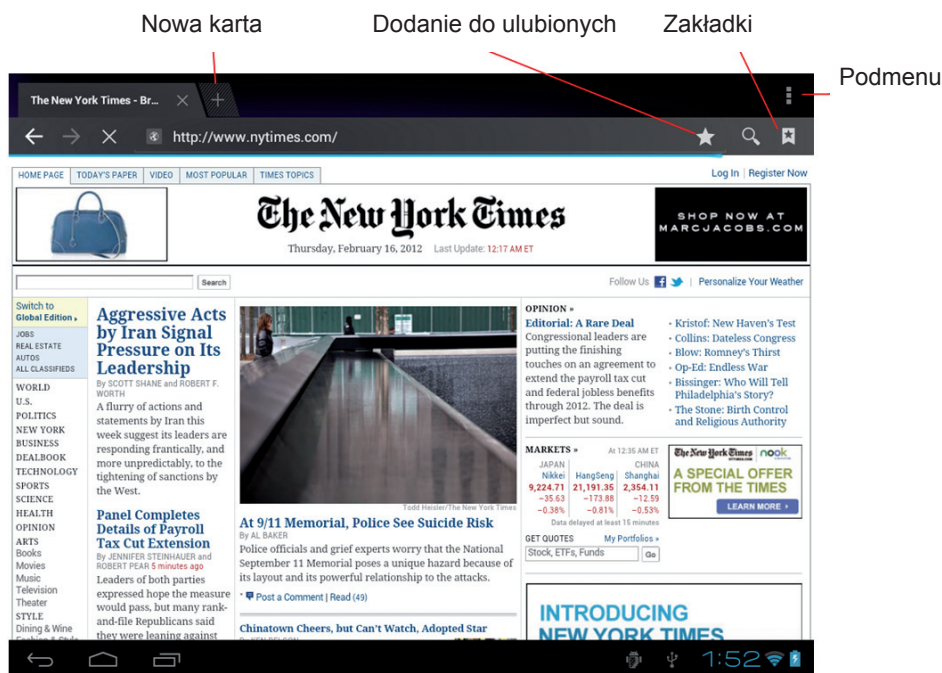 Nowa karta
Dodanie do ulubionych
Zakładki
Podmenu
The New York Times - Br...
http://www.nytimes.com/
HOME PAGE
TODAY'S PAPER
VIDEO
MOST POPULAR
TIMES TOPICS
Log In | Register Now
The New York Times
Thursday, February 16, 2012 Last Update: 12:17 AM ET
SHOP NOW AT
MARCJACOBS.COM
Search
Follow Us
Personalize Your Weather
Switch to
Global Edition
JOBS
REAL ESTATE
AUTOS
ALL CLASSIFIEDS
WORLD
U.S.
POLITICS
NEW YORK
BUSINESS
DEALBOOK
TECHNOLOGY
SPORTS
SCIENCE
HEALTH
OPINION
ARTS
Books
Movies
Music
Television
Theater
STYLE
Dining & Wine
Fashion & Style
Aggressive Acts
by Iran Signal
Pressure on Its
Leadership
By SCOTT SHANE and ROBERT F.
WORTH
A flurry of actions and
statements by Iran this
week suggest its leaders are
responding frantically, and
more unpredictably, to the
tightening of sanctions by
the West.
Panel Completes
Details of Payroll
Tax Cut Extension
By JENNIFER STEINHAUER and
ROBERT PEAR 5 minutes ago
Leaders of both parties
expressed hope the measure
would pass, but many rank-
and-file Republicans said
they were leaning against
Todd Heisler/The New York Times
At 9/11 Memorial, Police See Suicide Risk
By AL BAKER
Police officials and grief experts worry that the National
September 11 Memorial poses a unique hazard because of
its layout and its powerful relationship to the attacks.
Post a Comment | Read (49)
Chinatown Cheers, but Can't Watch, Adopted Star
By KEN BELSON
OPINION »
Editorial: A Rare Deal
Congressional leaders are
putting the finishing
touches on an agreement to
extend the payroll tax cut
and federal jobless benefits
through 2012. The deal is
imperfect but sound.
· Kristof: New Haven's Test
· Collins: Dateless Congress
· Blow: Romney's Thirst
· Op-Ed: Endless War
· Bissinger: Who Will Tell
Philadelphia's Story?
· The Stone: Birth Control
and Religious Authority
MARKETS » At 12:35 AM ET
JAPAN CHINA
Nikkei HangSeng Shanghai
9,224.71 21,191.35 2,354.11
−35.63 −173.88 −12.59
−0.38% −0.81% −0.53%
Data delayed at least 15 minutes
GET QUOTES My Portfolios »
Stock, ETFs, Funds Go
The New York Times nook
A SPECIAL OFFER
FROM THE TIMES
LEARN MORE
INTRODUCING
NEW YORK TIMES
1:52